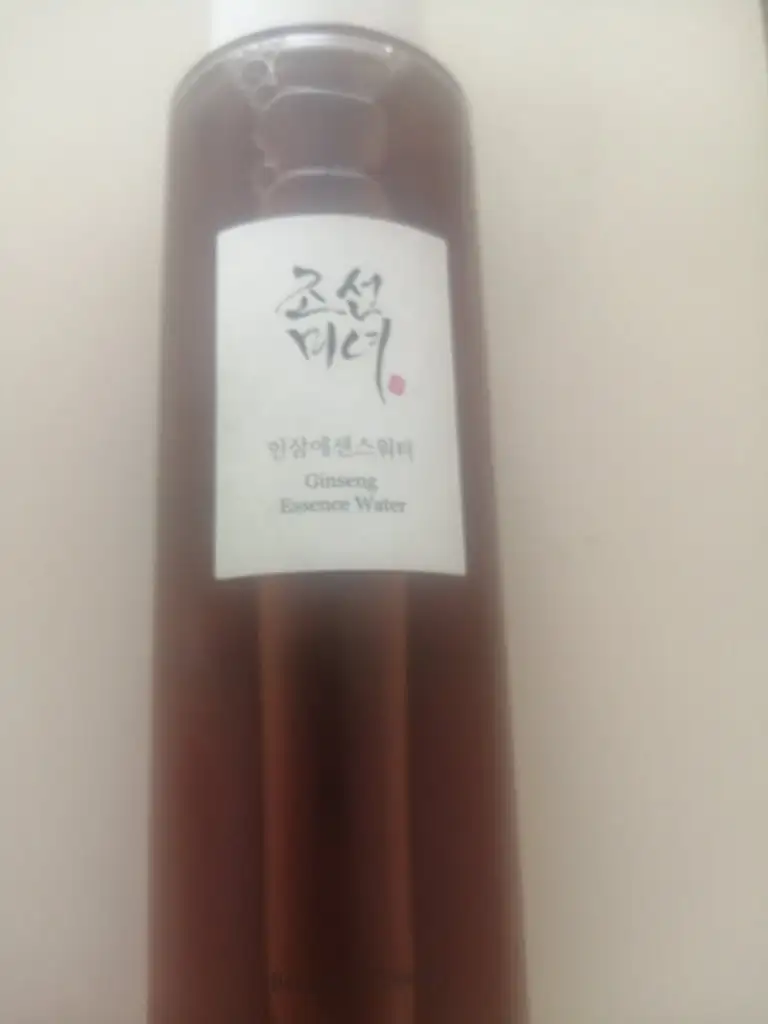 조선
미녀
인삼에센스워터
Ginseng
Essence Water